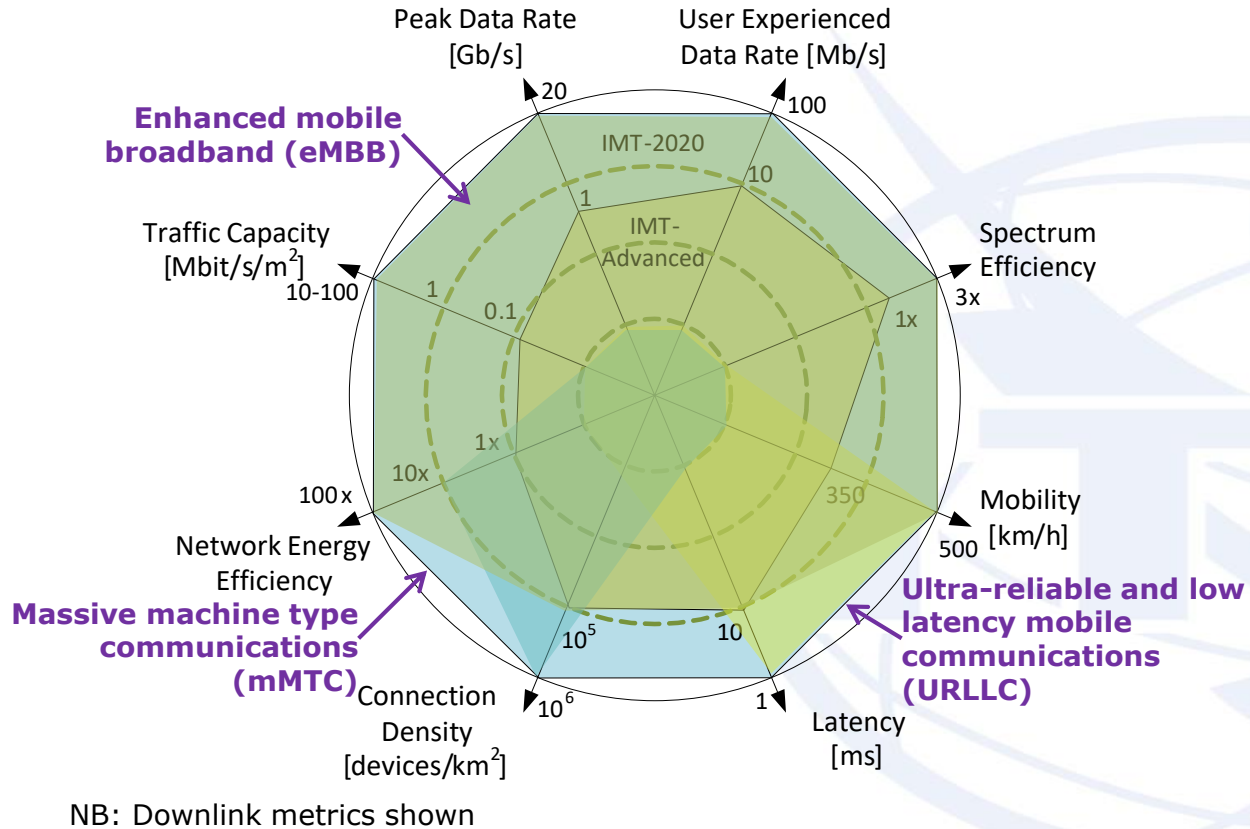 Peak Data Rate
[Gb/s]
User Experienced
Data Rate [Mb/s]
20
100
Enhanced mobile
broadband (eMBB)
IMT-2020
10
1
IMT-
Advanced
Traffic Capacity
[Mbit/s/m²]
10-100
1
0.1
Spectrum
Efficiency
3x
1x
1x
10x
100x
Network Energy
Efficiency
350
Mobility
[km/h]
500
Massive machine type
communications
(mMTC)
Ultra-reliable and low
latency mobile
communications
(URLLC)
10⁵
10
10⁶
1
Connection
Density
[devices/km²]
Latency
[ms]
NB: Downlink metrics shown